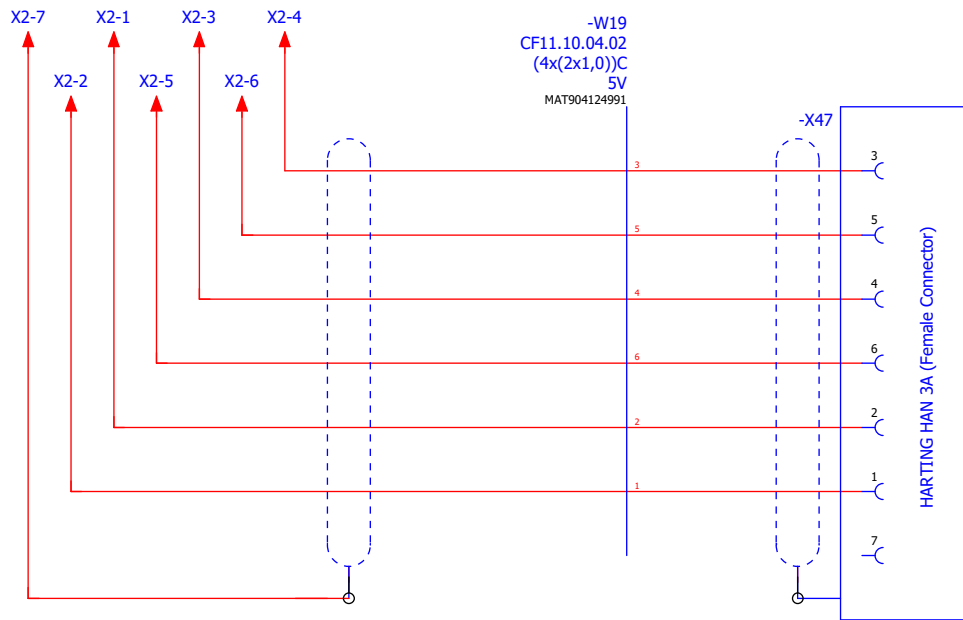 X2-7
X2-1
X2-3
X2-4
X2-2
X2-5
X2-6
-W19
CF11.10.04.02
(4x(2x1,0))C
5V
MAT904124991
-X47
3
3
5
5
4
4
6
6
2
2
1
1
7
HARTING HAN 3A (Female Connector)